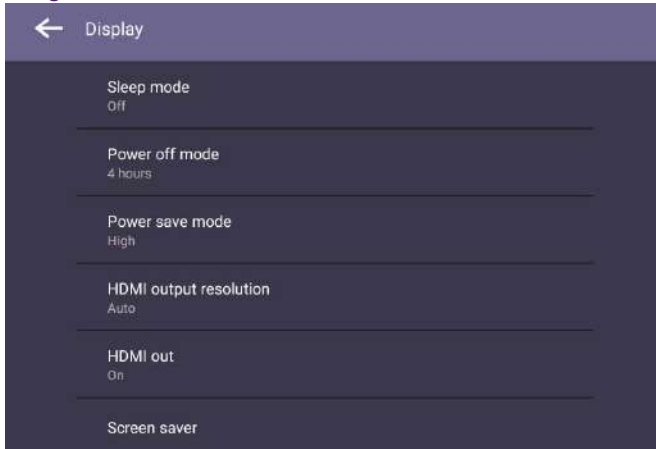 Display
Sleep mode
Off
Power off mode
4 hours
Power save mode
High
HDMI output resolution
Auto
HDMI out
On
Screen saver